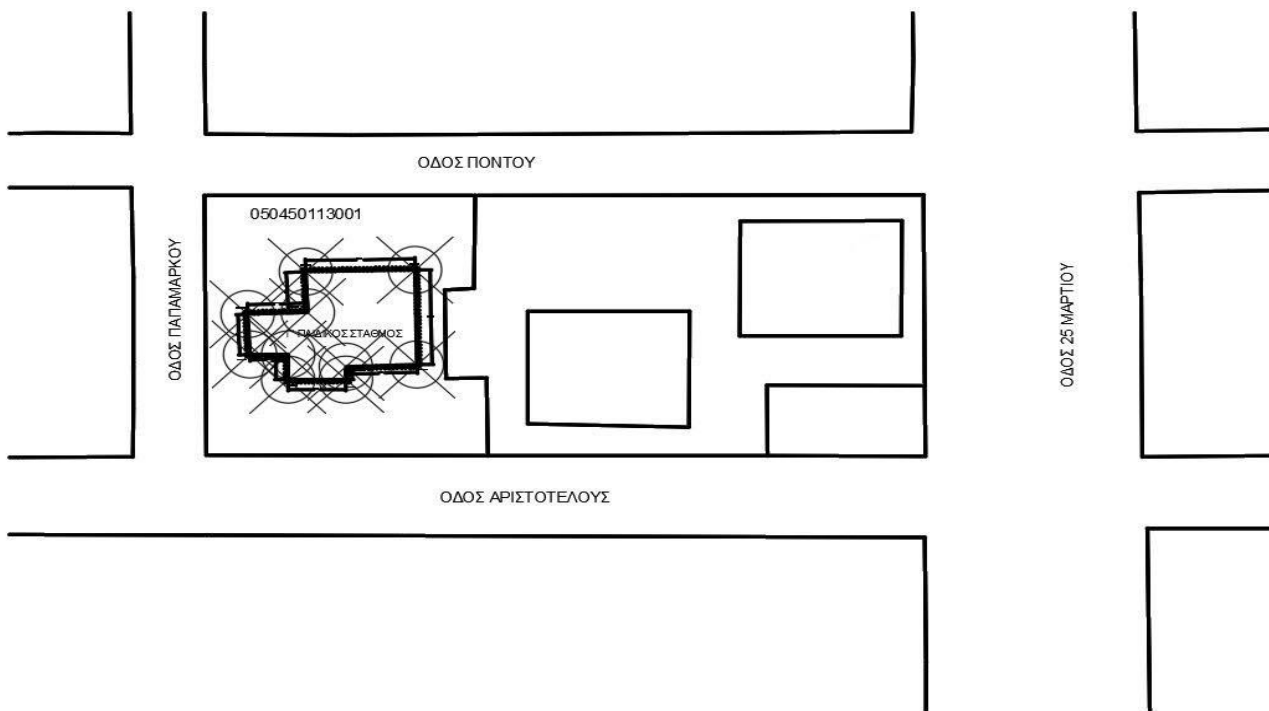 ΟΔΟΣ ΠΟΝΤΟΥ
050450113001
ΟΔΟΣ ΠΑΠΑΜΑΡΚΟΥ
ΠΑΙΔΙΚΟΣ ΣΤΑΘΜΟΣ
ΟΔΟΣ 25 ΜΑΡΤΙΟΥ
ΟΔΟΣ ΑΡΙΣΤΟΤΕΛΟΥΣ